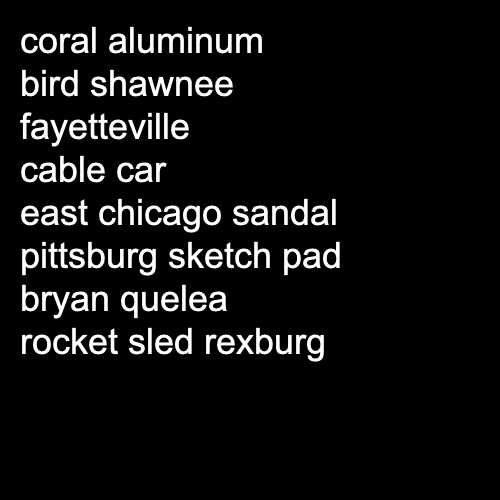 coral aluminum
bird shawnee
fayetteville
cable car
east chicago sandal
pittsburg sketch pad
bryan quelea
rocket sled rexburg